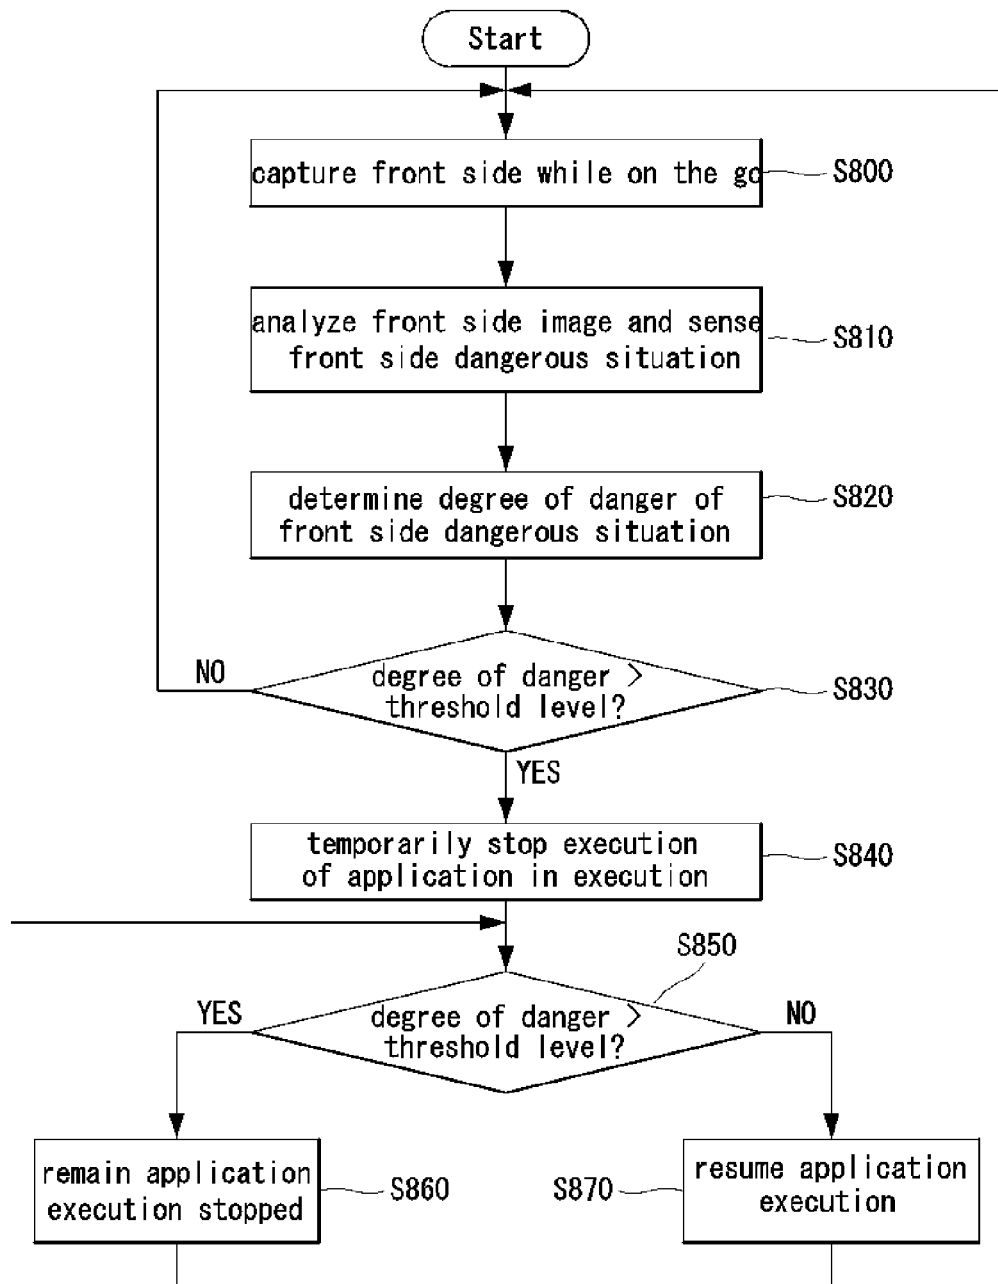 Start
capture front side while on the go
S800
analyze front side image and sense
front side dangerous situation
S810
determine degree of danger of
front side dangerous situation
S820
degree of danger >
threshold level?
S830
NO
YES
temporarily stop execution
of application in execution
S840
S850
degree of danger >
threshold level?
YES
NO
remain application
execution stopped
S860
S870
resume application
execution